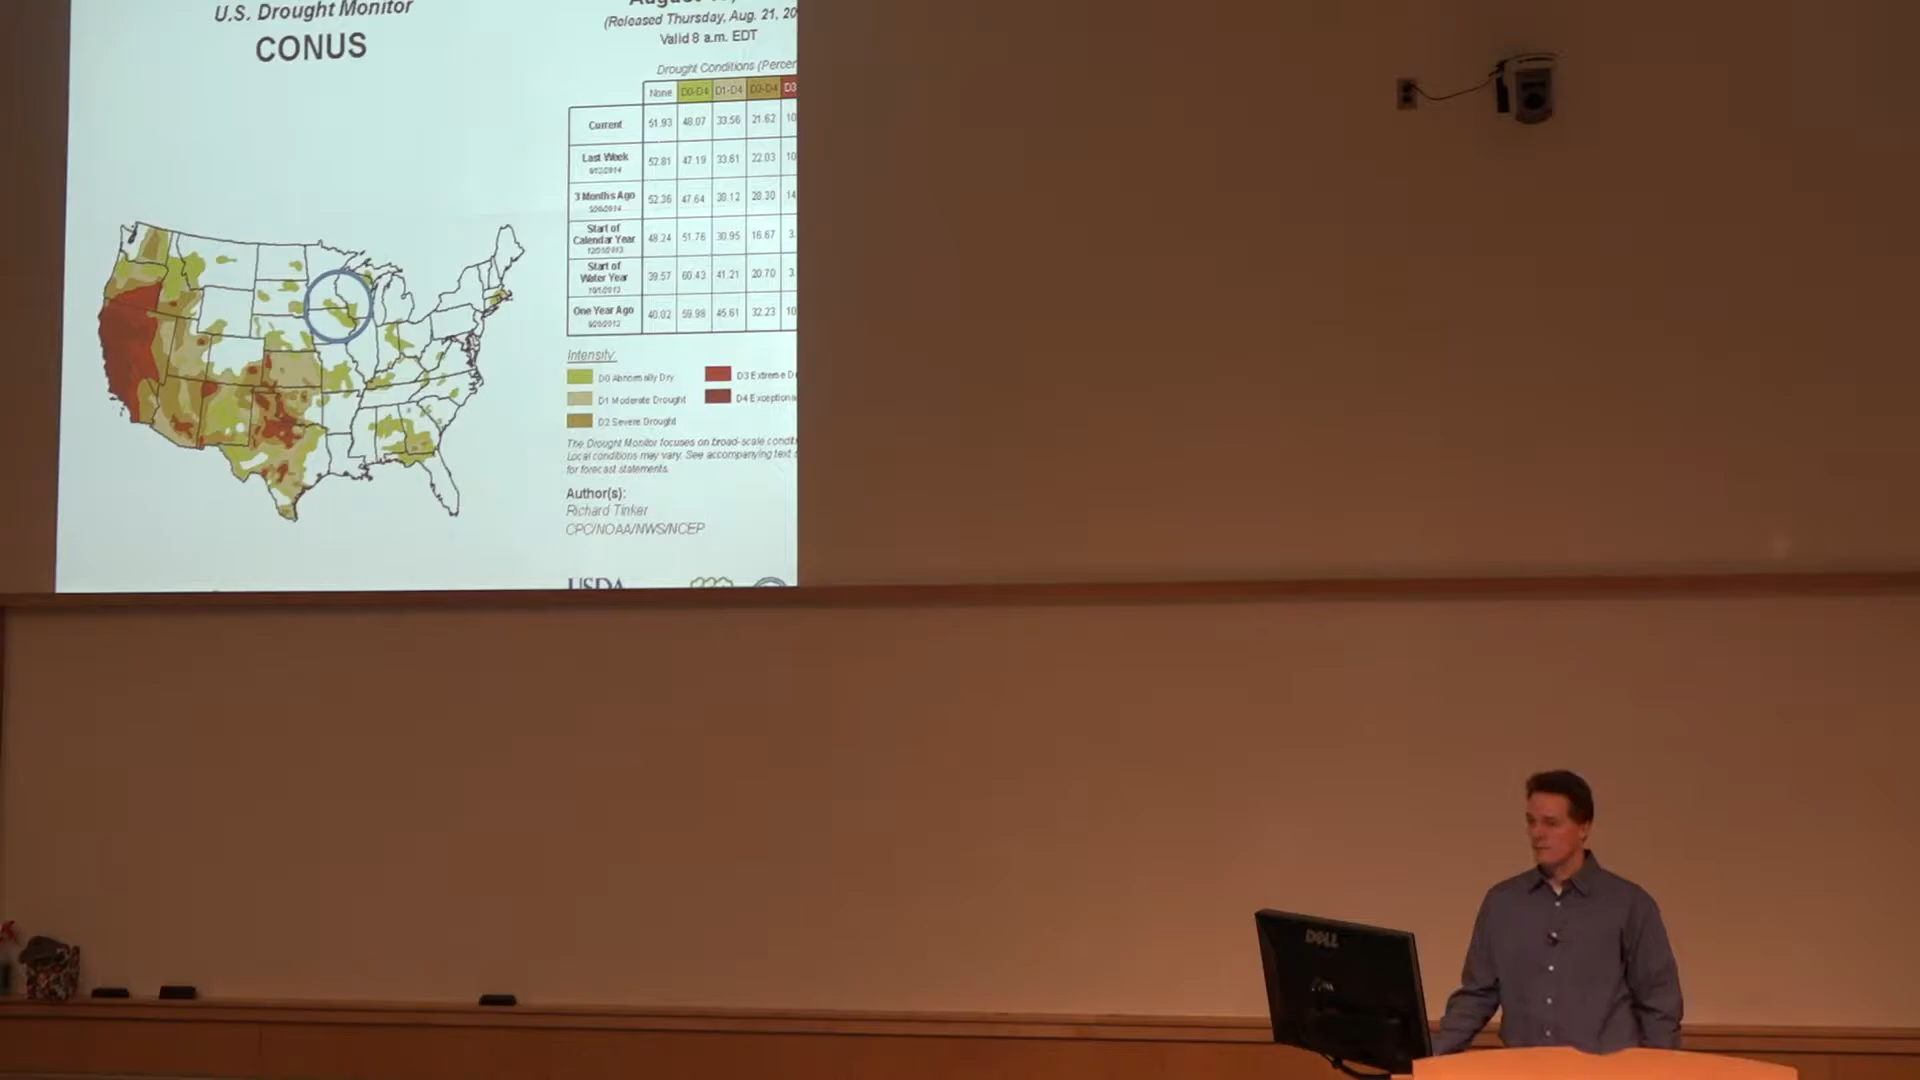 U.S. Drought Monitor
CONUS
(Released Thursday, Aug. 21, 20
Valid 8 a.m. EDT
Drought Conditions (Percen
None D0-D4 D1-D4 D2-D4 D3
Current 51.93 48.07 33.56 21.62 10
Last Week 52.81 47.19 33.61 22.03 10
3 Months Ago 52.36 47.64 38.12 28.30 14
Start of
Calendar Year 48.24 51.76 30.95 16.67 3.
Start of
Water Year 39.57 60.43 41.21 20.70 3.
One Year Ago 40.02 59.98 45.61 32.23 10
Intensity:
D0 Abnormally Dry D3 Extreme D
D1 Moderate Drought D4 Exceptiona
D2 Severe Drought
The Drought Monitor focuses on broad-scale condit
Local conditions may vary. See accompanying text s
for forecast statements.
Author(s):
Richard Tinker
CPC/NOAA/NWS/NCEP
USDA
DELL